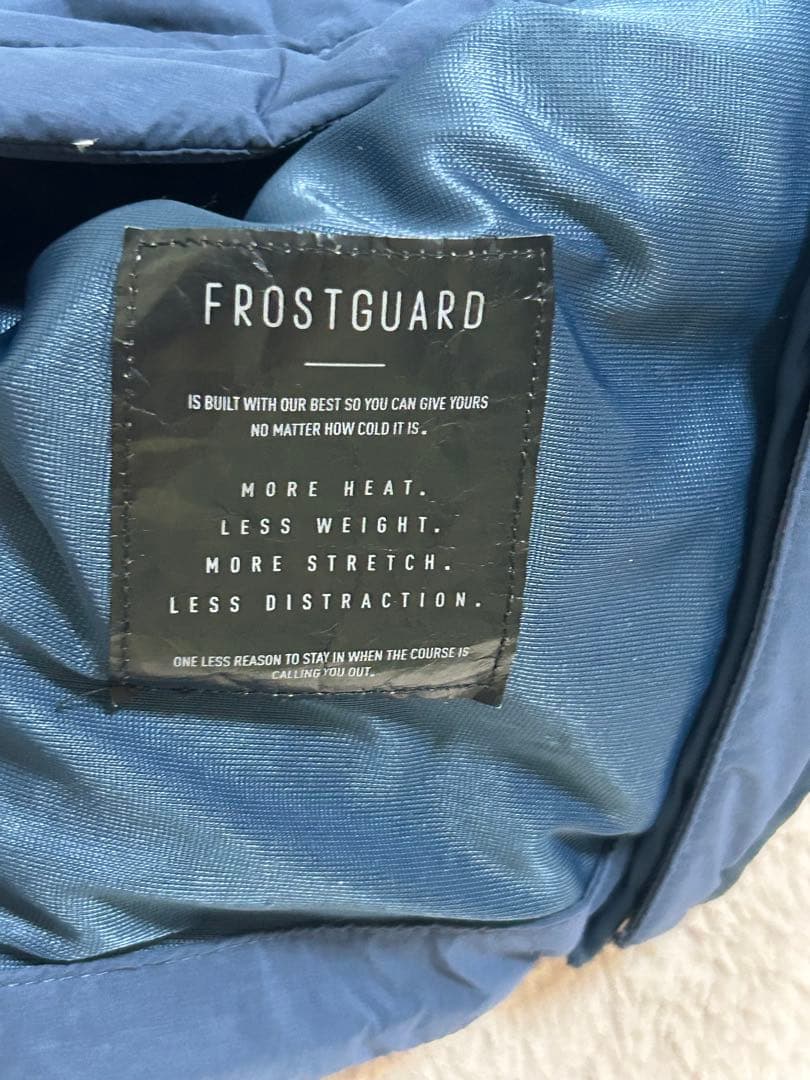 FROSTGUARD
IS BUILT WITH OUR BEST SO YOU CAN GIVE YOURS
NO MATTER HOW COLD IT IS.
MORE HEAT.
LESS WEIGHT.
MORE STRETCH.
LESS DISTRACTION.
ONE LESS REASON TO STAY IN WHEN THE COURSE IS
CALLING YOU OUT.